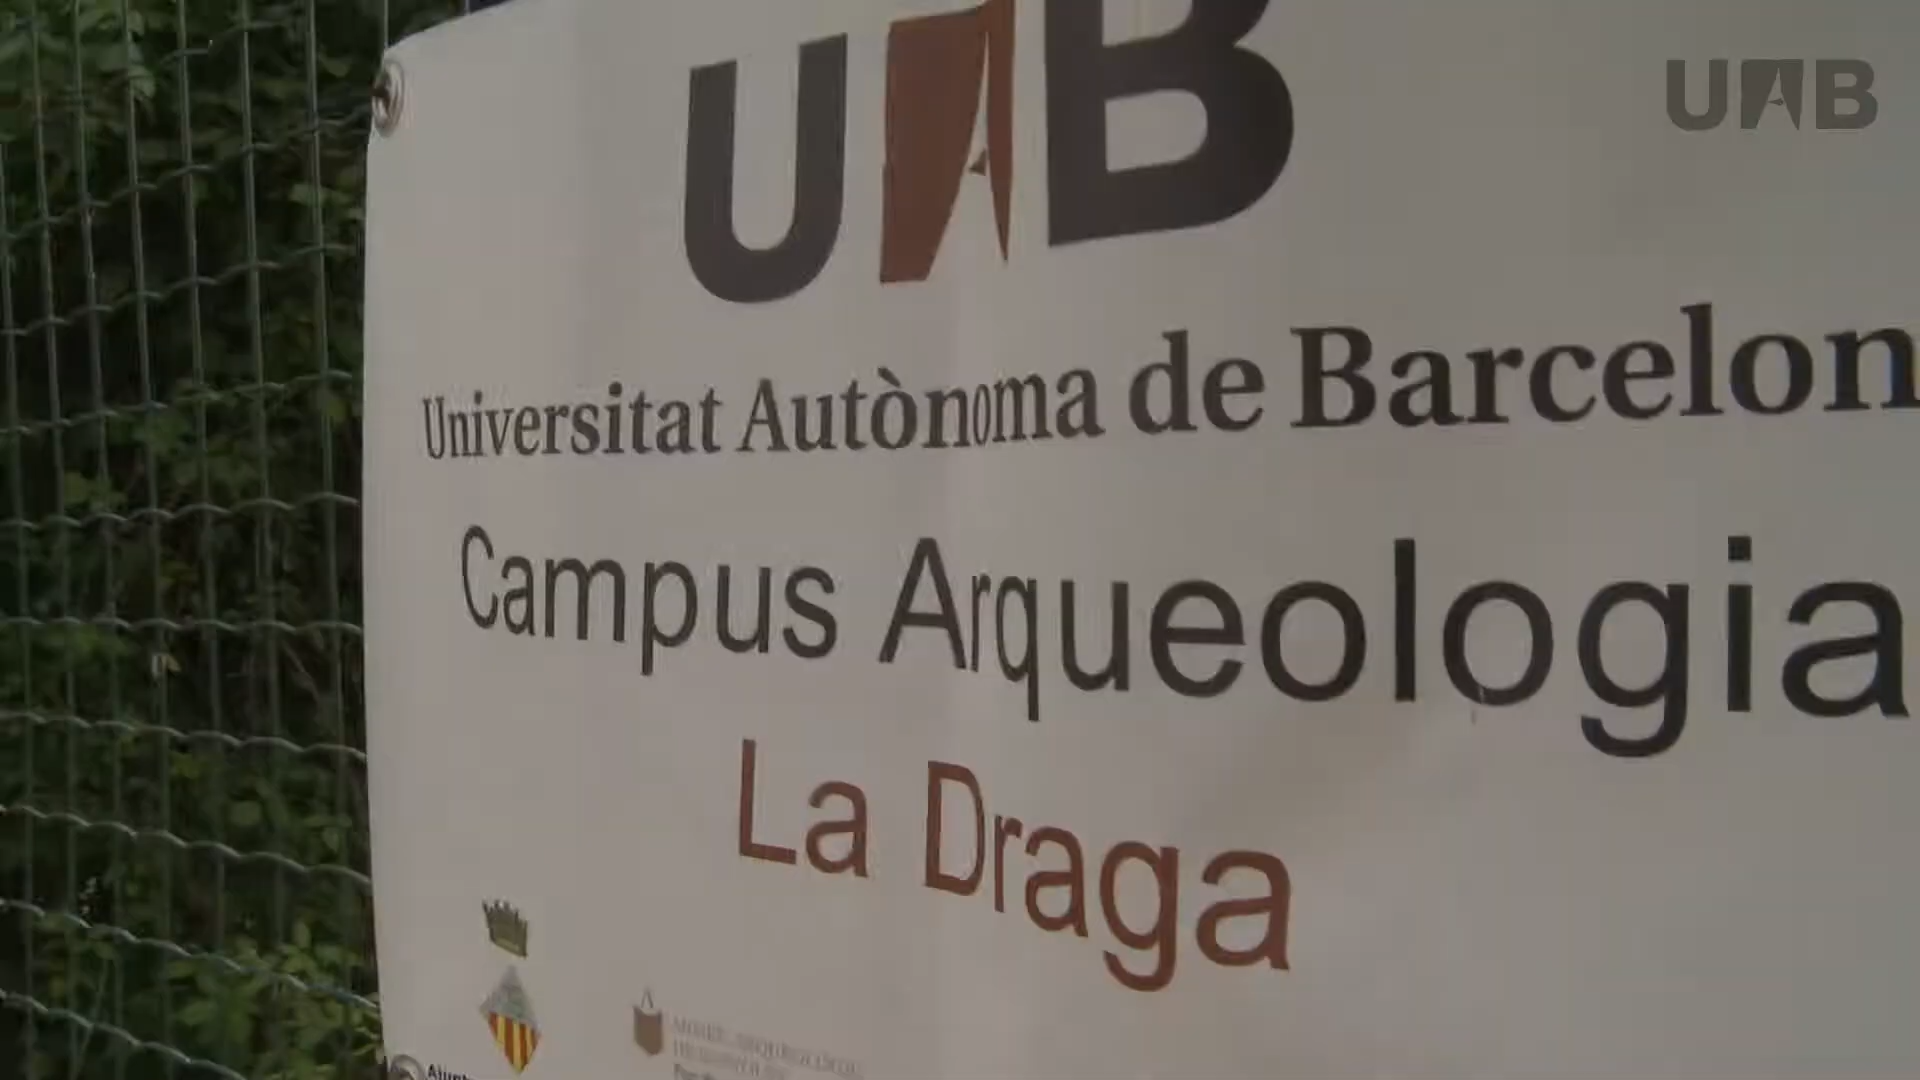 UAB
UAB
Universitat Autònoma de Barcelon
Campus Arqueologia
La Draga